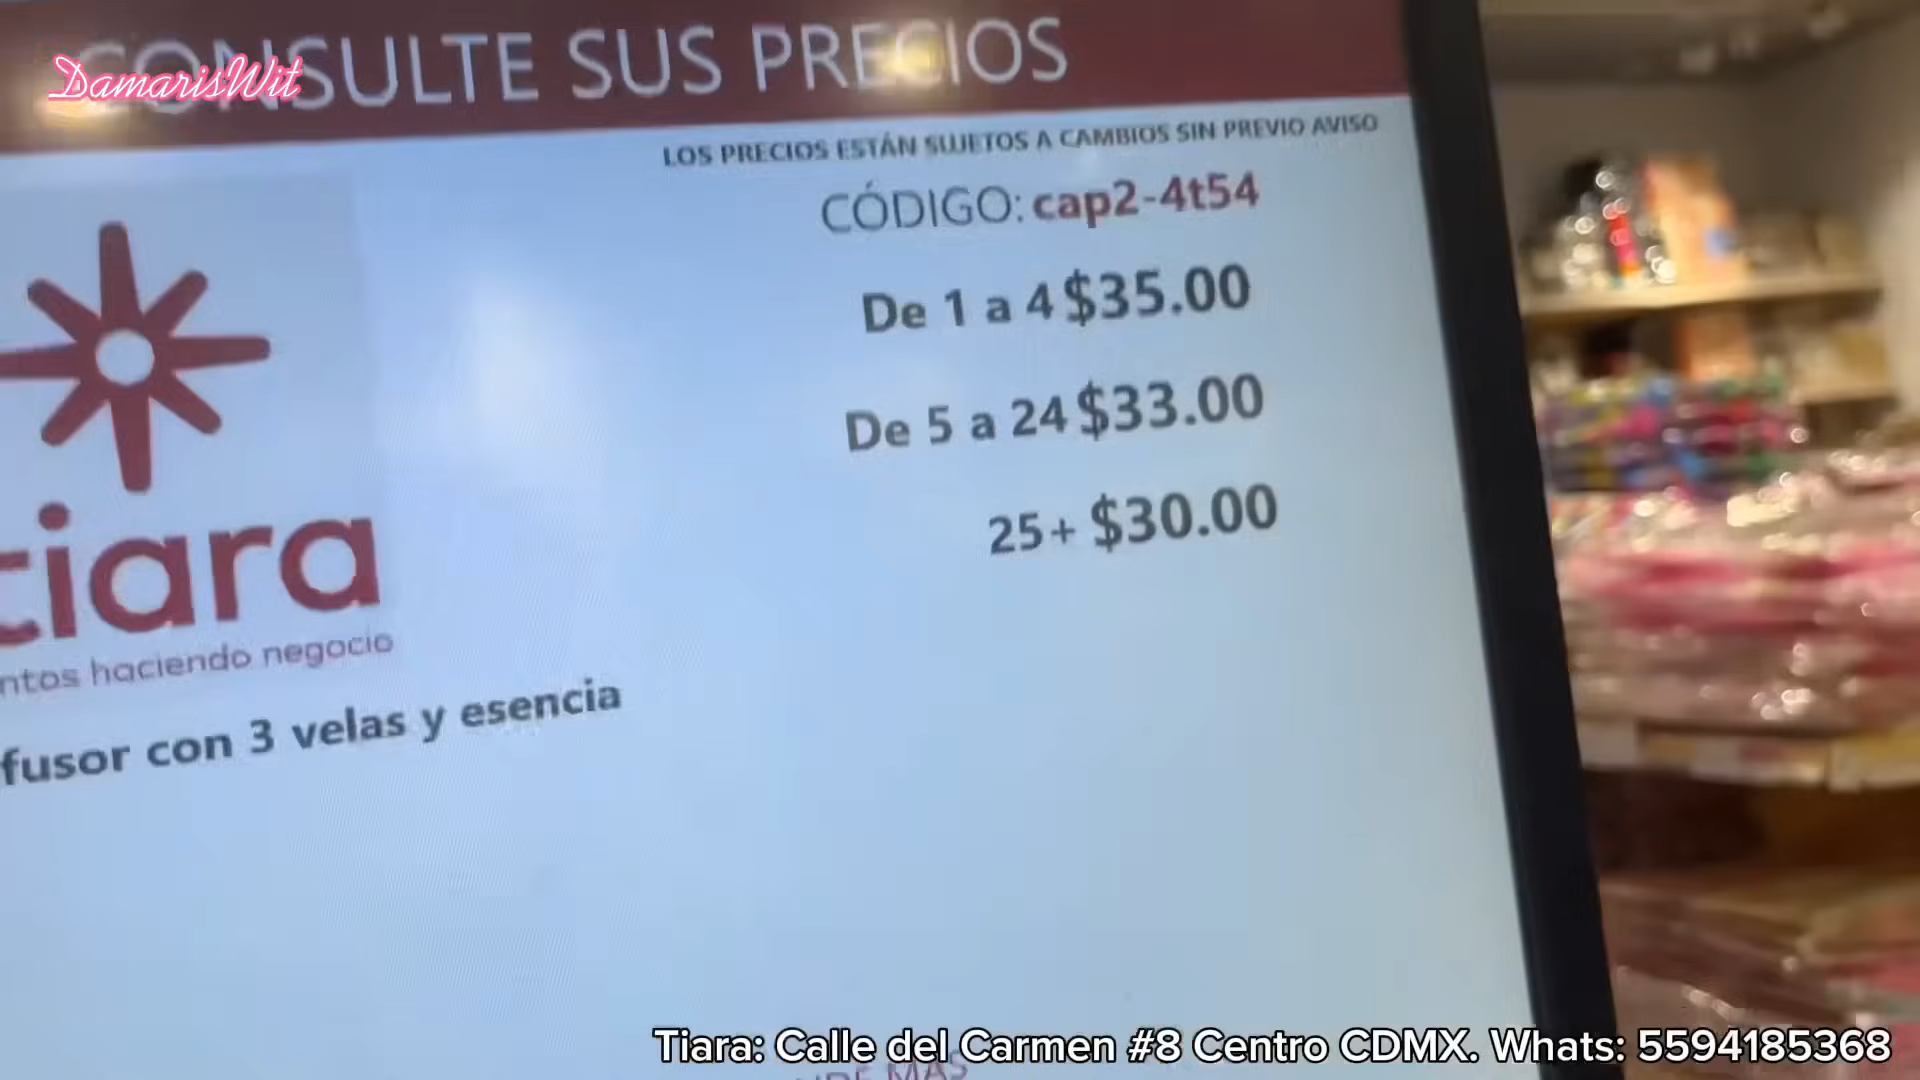 DamarisWit
CONSULTE SUS PRECIOS
LOS PRECIOS ESTÁN SUJETOS A CAMBIOS SIN PREVIO AVISO
CÓDIGO: cap2-4t54
De 1 a 4 $35.00
De 5 a 24 $33.00
25+ $30.00
tiara
ntos haciendo negocio
fusor con 3 velas y esencia
Tiara: Calle del Carmen #8 Centro CDMX. Whats: 5594185368